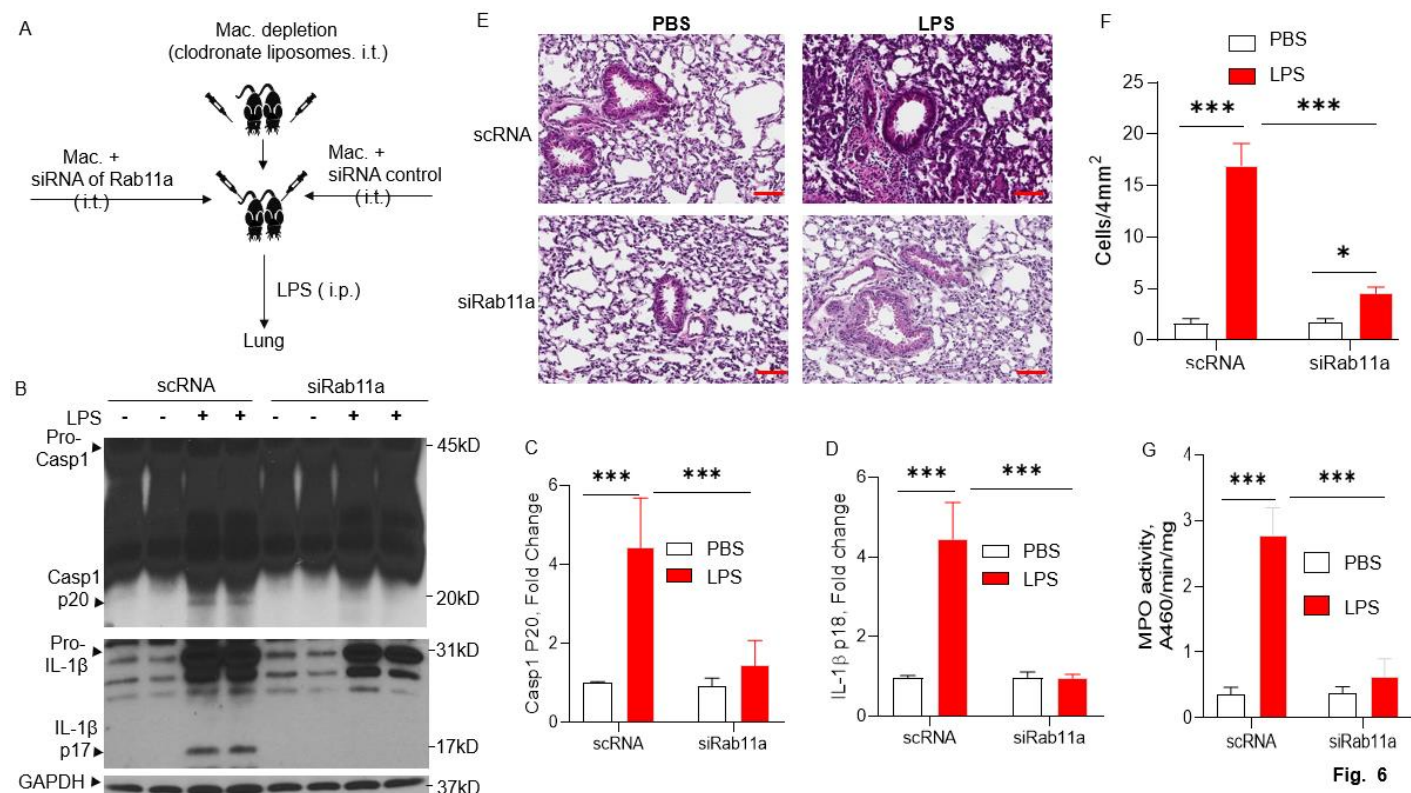 A
Mac. depletion
(clodronate liposomes. i.t.)
Mac. +
siRNA of Rab11a
(i.t.)
Mac. +
siRNA control
(i.t.)
LPS ( i.p.)
Lung
B
scRNA siRab11a
LPS - - + + - - + +
Pro-
Casp1
45kD
Casp1
p20
20kD
Pro-
IL-1β
31kD
IL-1β
p17
17kD
GAPDH
37kD
C
*** ***
Casp1 P20, Fold Change
6
4
2
0
PBS
LPS
scRNA siRab11a
D
*** ***
IL-1β p18, Fold change
6
4
2
0
PBS
LPS
scRNA siRab11a
E
PBS LPS
scRNA
siRab11a
F
PBS
LPS
Cells/4mm²
25
20
15
10
5
0
*** ***
*
scRNA siRab11a
G
MPO activity,
A460/min/mg
4
3
2
1
0
*** ***
PBS
LPS
scRNA siRab11a
Fig. 6